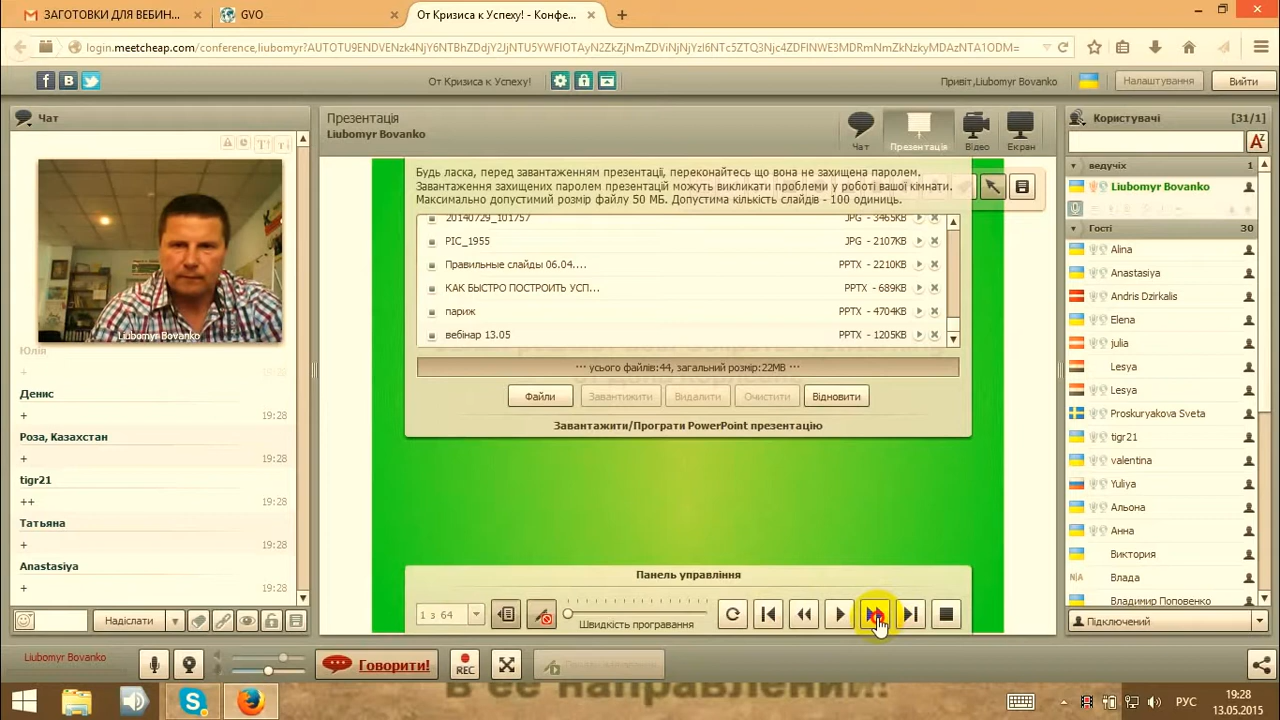 ЗАГОТОВКИ ДЛЯ ВЕБИН...
GVO
От Кризиса к Успеху! - Конфе...
login.meetcheap.com/conference,liubomyr?
От Кризиса к Успеху!
Привіт,Liubomyr Bovanko
Налаштування
Выйти
Чат
Liubomyr Bovanko
Юлія
+
Денис
+ 19:28
Роза, Казахстан
+ 19:28
tigr21
++ 19:28
Татьяна
+ 19:28
Anastasiya
+ 19:28
Надіслати
Презентація
Liubomyr Bovanko
Чат
Презентація
Відео
Екран
Будь ласка, перед завантаженням презентації, переконайтесь що вона не захищена паролем.
Завантаження захищених паролем презентацій можуть викликати проблеми у роботі вашої кімнати.
Максимально допустимий розмір файлу 50 МБ. Допустима кількість слайдів - 100 одиниць.
20140729_101757 JPG - 3465KB
PIC_1955 JPG - 2107KB
Правильные слайды 06.04.... PPTX - 2210KB
КАК БЫСТРО ПОСТРОИТЬ УСП... PPTX - 689KB
париж PPTX - 4704KB
вебінар 13.05 PPTX - 1205KB
··· усього файлів:44, загальний розмір:22MB ···
Файли
Завантажити
Видалити
Очистити
Відновити
Завантажити/Програти PowerPoint презентацію
Панель управління
1 з 64
Швидкість програвання
Користувачі [31/1]
ведучіх 1
Liubomyr Bovanko
Гості 30
Alina
Anastasiya
Andris Dzirkalis
Elena
julia
Lesya
Lesya
Proskuryakova Sveta
tigr21
valentina
Yuliya
Альона
Анна
Виктория
N\A Влада
Владимир Поповенко
Підключений
Liubomyr Bovanko
Говорити!
REC
в ее направлении!
РУС
19:28
13.05.2015